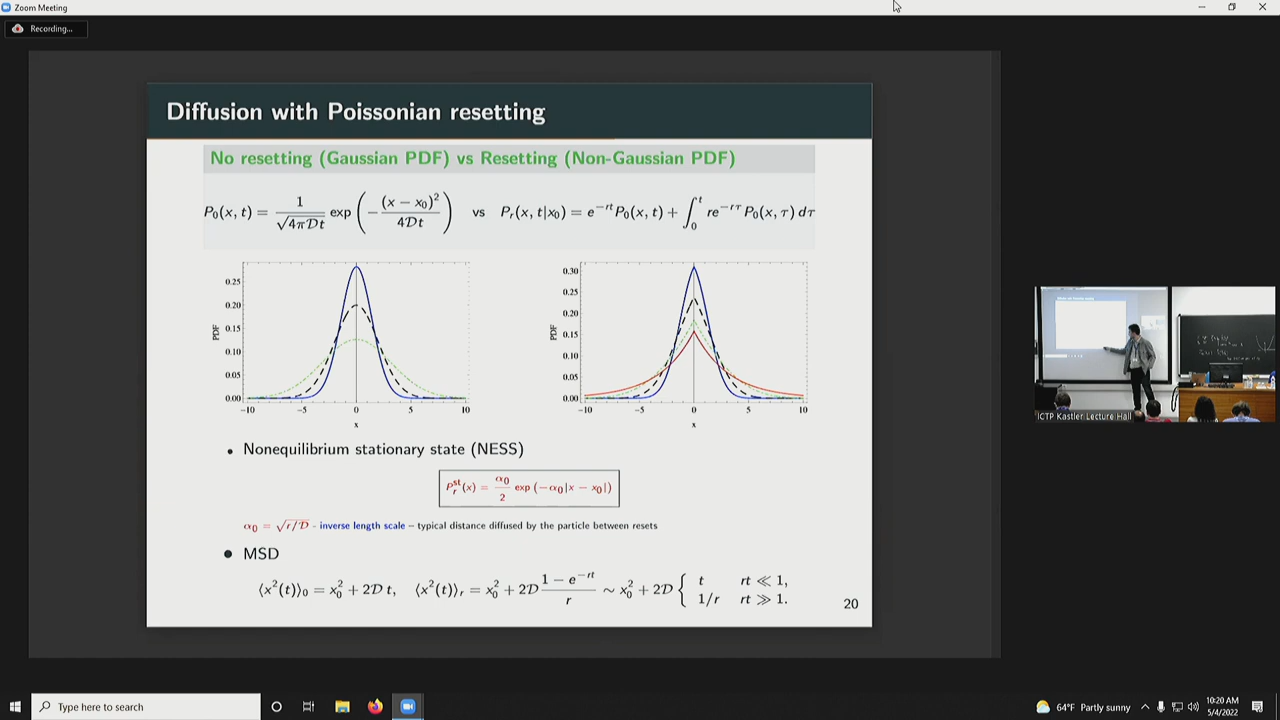 Zoom Meeting
Recording...
Diffusion with Poissonian resetting
No resetting (Gaussian PDF) vs Resetting (Non-Gaussian PDF)
P₀(x, t) = 1/√(4πDt) exp(−(x − x₀)²/4Dt) vs Pᵣ(x, t|x₀) = e^{−rt}P₀(x, t) + ∫₀ᵗ re^{−rτ}P₀(x, τ) dτ
PDF
0.25
0.20
0.15
0.10
0.05
0.00
−10 −5 0 5 10
x
PDF
0.30
0.25
0.20
0.15
0.10
0.05
0.00
−10 −5 0 5 10
x
• Nonequilibrium stationary state (NESS)
Pᵣˢᵗ(x) = α₀/2 exp (−α₀|x − x₀|)
α₀ = √(r/D) - inverse length scale – typical distance diffused by the particle between resets
• MSD
⟨x²(t)⟩₀ = x₀² + 2D t, ⟨x²(t)⟩ᵣ = x₀² + 2D (1 − e^{−rt})/r ∼ x₀² + 2D { t rt ≪ 1,
1/r rt ≫ 1.
20
ICTP Kastler Lecture Hall
Type here to search
64°F Partly sunny
10:20 AM
5/4/2022